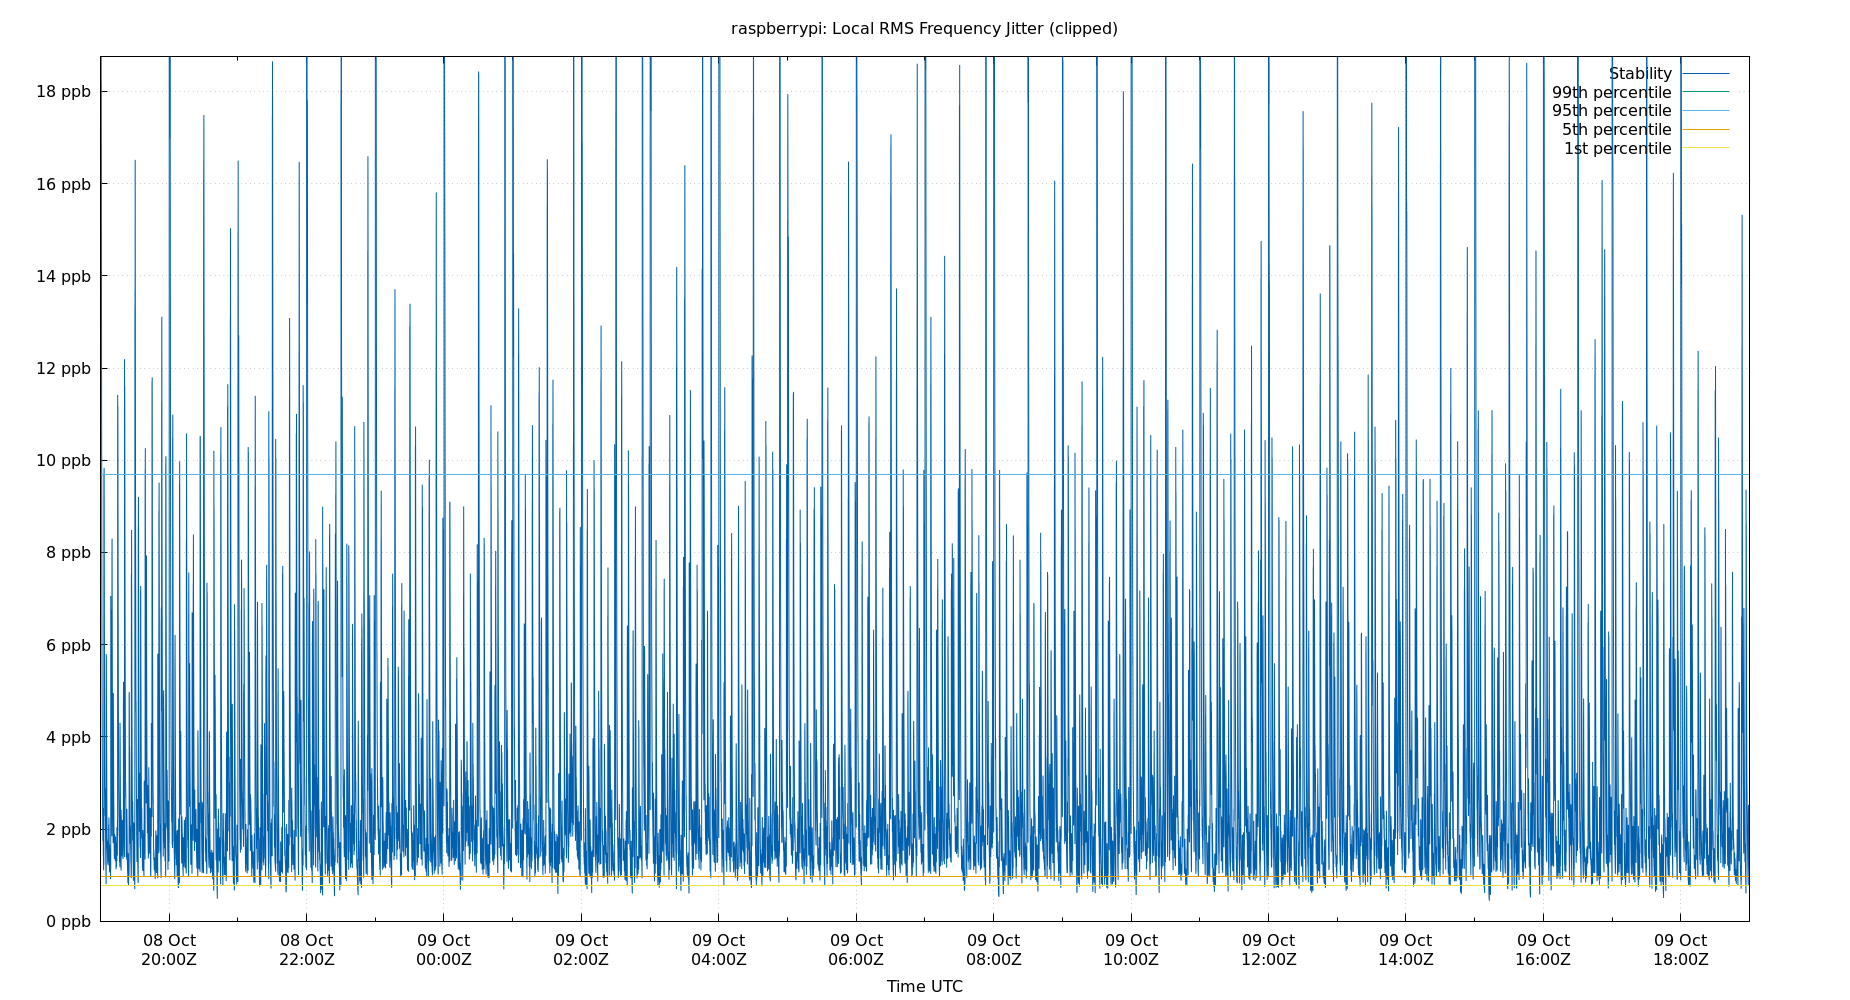 raspberrypi: Local RMS Frequency Jitter (clipped)
Stability
99th percentile
95th percentile
5th percentile
1st percentile
18 ppb
16 ppb
14 ppb
12 ppb
10 ppb
8 ppb
6 ppb
4 ppb
2 ppb
0 ppb
08 Oct 08 Oct 09 Oct 09 Oct 09 Oct 09 Oct 09 Oct 09 Oct 09 Oct 09 Oct 09 Oct 09 Oct
20:00Z 22:00Z 00:00Z 02:00Z 04:00Z 06:00Z 08:00Z 10:00Z 12:00Z 14:00Z 16:00Z 18:00Z
Time UTC